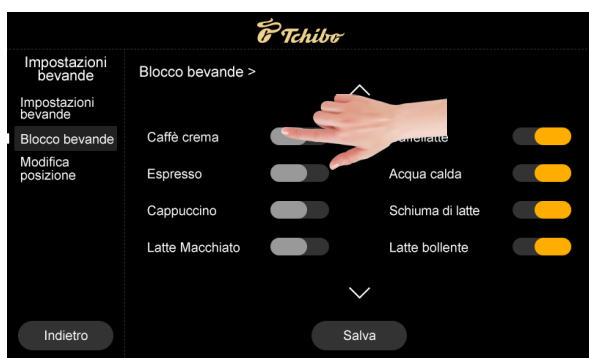 Tchibo
Impostazioni
bevande
Impostazioni
bevande
Blocco bevande
Modifica
posizione
Indietro
Blocco bevande >
Caffè crema
Espresso
Cappuccino
Latte Macchiato
Acqua calda
Schiuma di latte
Latte bollente
Salva